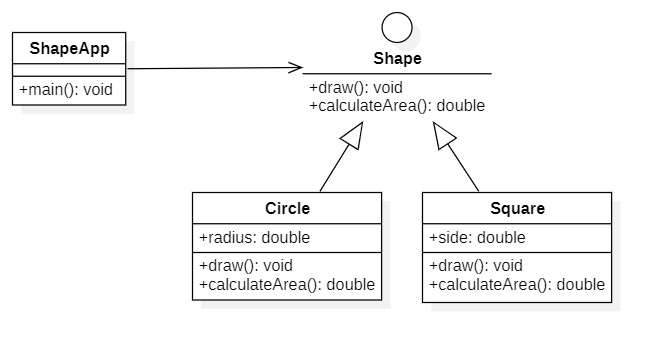 ShapeApp
+main(): void
Shape
+draw(): void
+calculateArea(): double
Circle
+radius: double
+draw(): void
+calculateArea(): double
Square
+side: double
+draw(): void
+calculateArea(): double